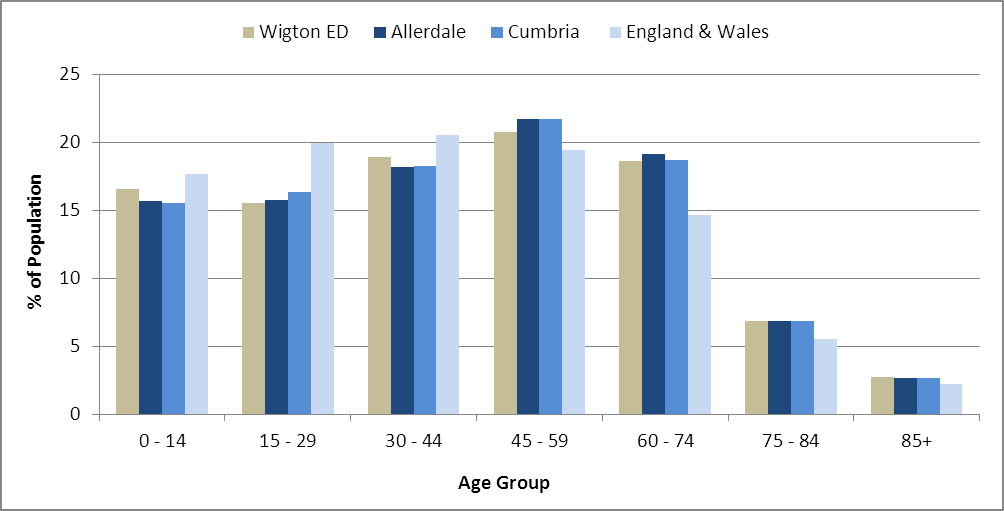 Wigton ED Allerdale Cumbria England & Wales
25
20
15
10
5
0
% of Population
0 - 14 15 - 29 30 - 44 45 - 59 60 - 74 75 - 84 85+
Age Group